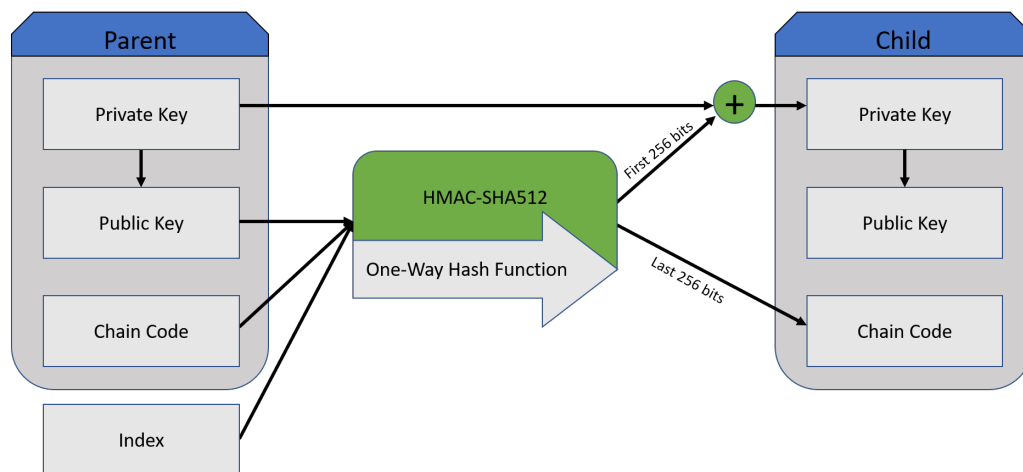 Parent
Private Key
Public Key
Chain Code
Index
HMAC-SHA512
One-Way Hash Function
First 256 bits
Last 256 bits
+
Child
Private Key
Public Key
Chain Code